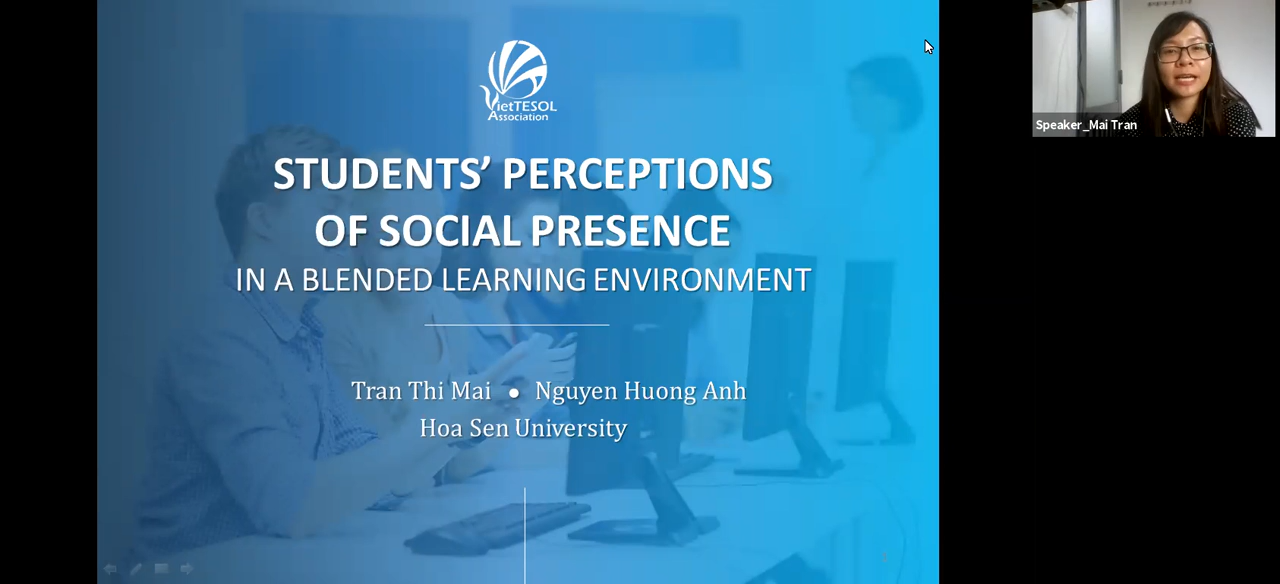 VietTESOL
Association
STUDENTS’ PERCEPTIONS
OF SOCIAL PRESENCE
IN A BLENDED LEARNING ENVIRONMENT
Tran Thi Mai ● Nguyen Huong Anh
Hoa Sen University
Speaker_Mai Tran